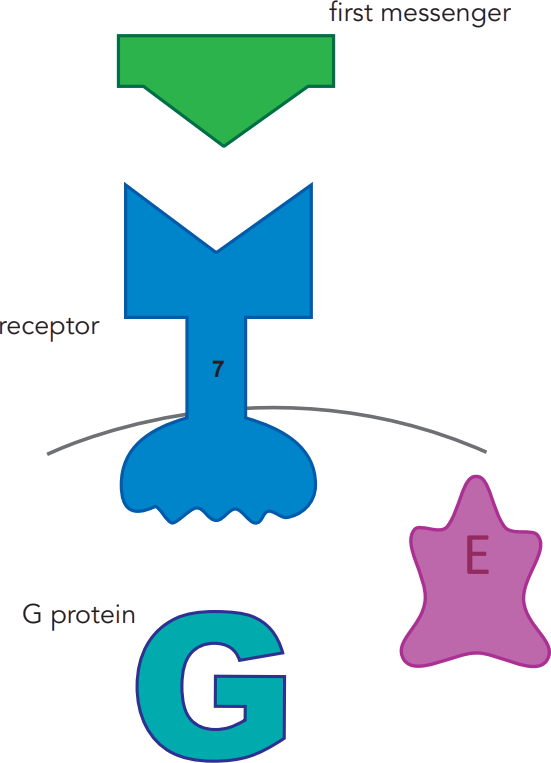 first messenger
receptor
7
E
G protein
G